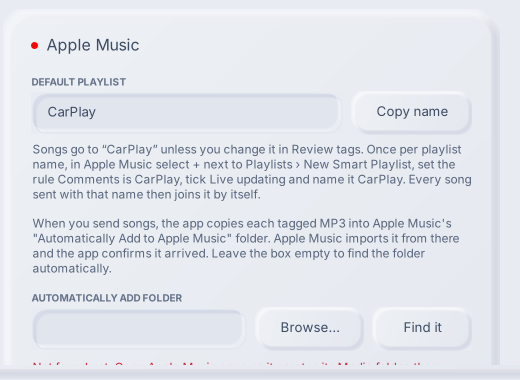 Apple Music
DEFAULT PLAYLIST
CarPlay
Copy name
Songs go to “CarPlay” unless you change it in Review tags. Once per playlist
name, in Apple Music select + next to Playlists › New Smart Playlist, set the
rule Comments is CarPlay, tick Live updating and name it CarPlay. Every song
sent with that name then joins it by itself.
When you send songs, the app copies each tagged MP3 into Apple Music's
"Automatically Add to Apple Music" folder. Apple Music imports it from there
and the app confirms it arrived. Leave the box empty to find the folder
automatically.
AUTOMATICALLY ADD FOLDER
Browse...
Find it